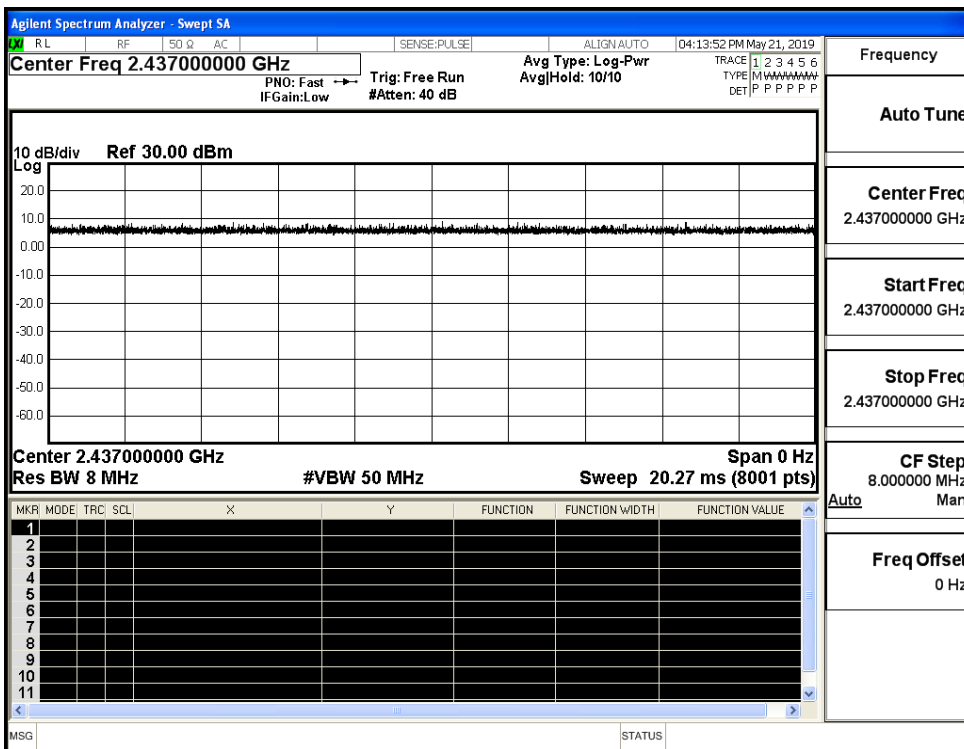 Agilent Spectrum Analyzer - Swept SA
LXI RL RF 50 Ω AC SENSE:PULSE ALIGN AUTO 04:13:52 PM May 21, 2019
Center Freq 2.437000000 GHz
PNO: Fast
IFGain:Low
Trig: Free Run
#Atten: 40 dB
Avg Type: Log-Pwr
Avg|Hold: 10/10
TRACE 1 2 3 4 5 6
TYPE M WWWWW
DET P P P P P P
10 dB/div Ref 30.00 dBm
Log
20.0
10.0
0.00
-10.0
-20.0
-30.0
-40.0
-50.0
-60.0
Center 2.437000000 GHz Span 0 Hz
Res BW 8 MHz #VBW 50 MHz Sweep 20.27 ms (8001 pts)
MKR MODE TRC SCL X Y FUNCTION FUNCTION WIDTH FUNCTION VALUE
1
2
3
4
5
6
7
8
9
10
11
MSG STATUS
Frequency
Auto Tune
Center Freq
2.437000000 GHz
Start Freq
2.437000000 GHz
Stop Freq
2.437000000 GHz
CF Step
8.000000 MHz
Auto Man
Freq Offset
0 Hz